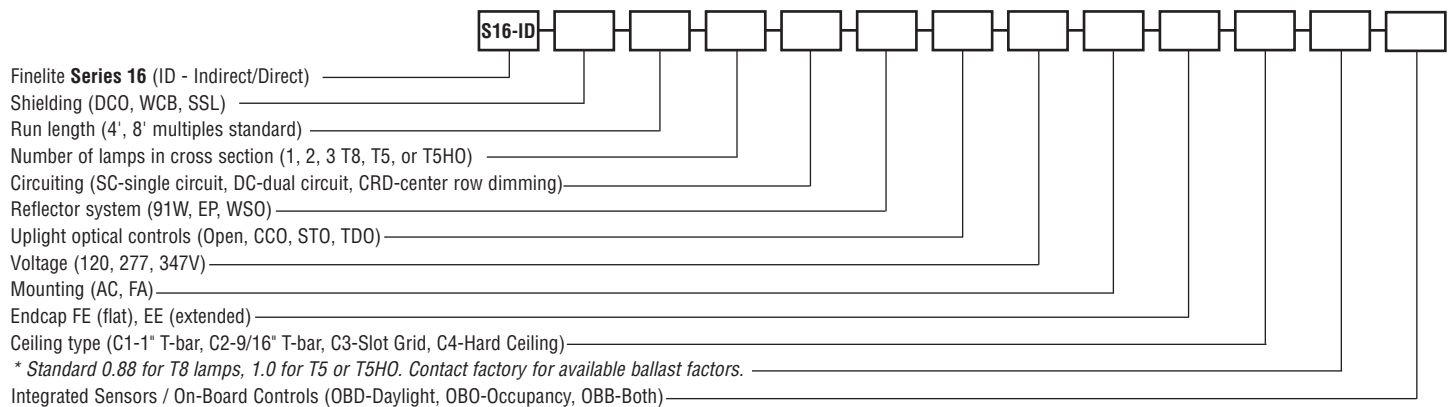 S16-ID
Finelite Series 16 (ID - Indirect/Direct)
Shielding (DCO, WCB, SSL)
Run length (4', 8' multiples standard)
Number of lamps in cross section (1, 2, 3 T8, T5, or T5HO)
Circuiting (SC-single circuit, DC-dual circuit, CRD-center row dimming)
Reflector system (91W, EP, WSO)
Uplight optical controls (Open, CCO, STO, TDO)
Voltage (120, 277, 347V)
Mounting (AC, FA)
Endcap FE (flat), EE (extended)
Ceiling type (C1-1" T-bar, C2-9/16" T-bar, C3-Slot Grid, C4-Hard Ceiling)
* Standard 0.88 for T8 lamps, 1.0 for T5 or T5HO. Contact factory for available ballast factors.
Integrated Sensors / On-Board Controls (OBD-Daylight, OBO-Occupancy, OBB-Both)